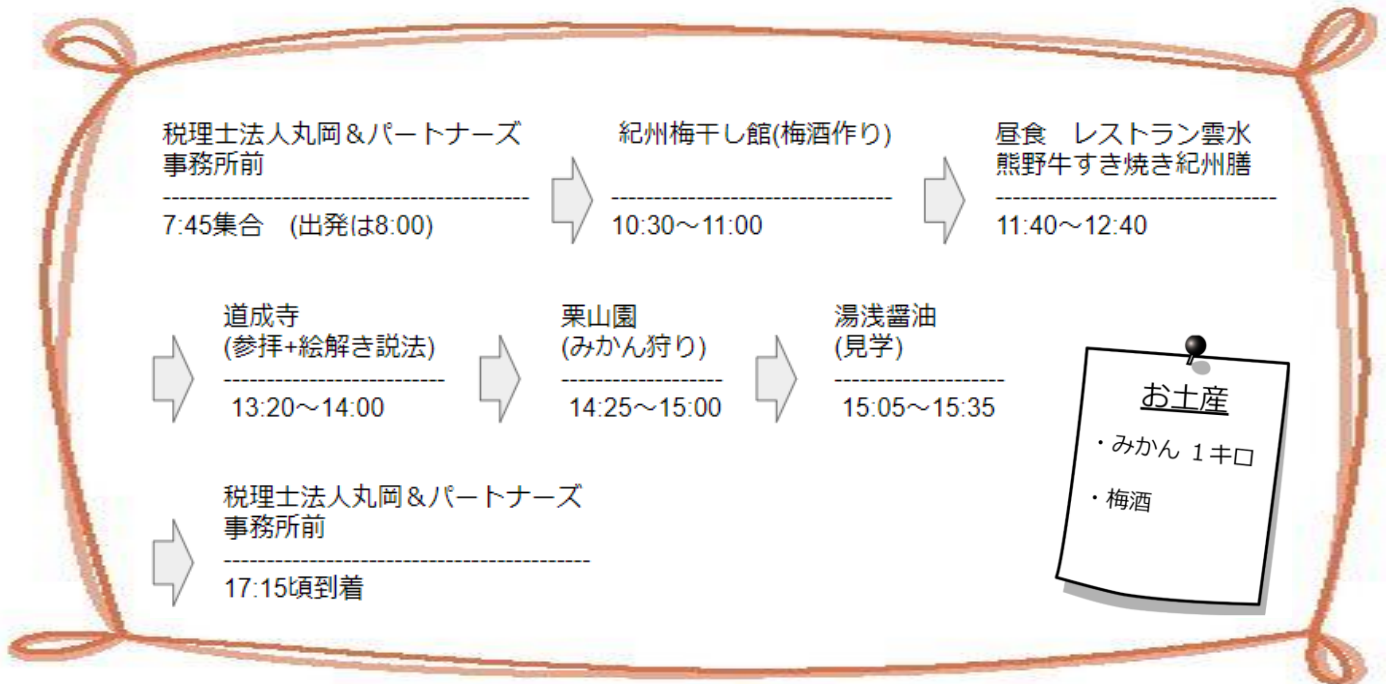 税理士法人丸岡＆パートナーズ
事務所前
7:45集合　(出発は8:00)
紀州梅干し館(梅酒作り)
10:30～11:00
昼食　レストラン雲水
熊野牛すき焼き紀州膳
11:40～12:40
道成寺
(参拝+絵解き説法)
13:20～14:00
栗山園
(みかん狩り)
14:25～15:00
湯浅醤油
(見学)
15:05～15:35
お土産
・みかん １キロ
・梅酒
税理士法人丸岡＆パートナーズ
事務所前
17:15頃到着